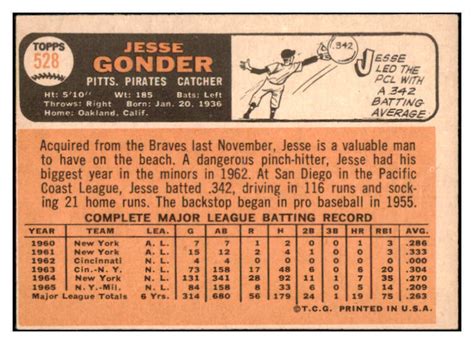 TOPPS
528
JESSE
GONDER
PITTS. PIRATES CATCHER
Ht: 5'10" Wt: 185 Bats: Left
Throws: Right Born: Jan. 20, 1936
Home: Oakland, Calif.
.342
JESSE
LED THE
PCL WITH
A .342
BATTING
AVERAGE
Acquired from the Braves last November, Jesse is a valuable man
to have on the beach. A dangerous pinch-hitter, Jesse had his
biggest year in the minors in 1962. At San Diego in the Pacific
Coast League, Jesse batted .342, driving in 116 runs and sock-
ing 21 home runs. The backstop began in pro baseball in 1955.
COMPLETE MAJOR LEAGUE BATTING RECORD
YEAR TEAM LEA. G AB R H 2B 3B HR RBI AVG.
1960 New York A. L. 7 7 1 2 0 0 1 3 .286
1961 New York A. L. 15 12 2 4 1 0 0 3 .333
1962 Cincinnati N. L. 4 4 0 0 0 0 0 0 .000
1963 Cin.-N. Y. N. L. 73 158 17 48 6 0 6 20 .304
1964 New York N. L. 131 341 28 92 11 1 7 35 .270
1965 N. Y.-Mil. N. L. 84 158 8 33 6 0 5 14 .209
Major League Totals 6 Yrs. 314 680 56 179 24 1 19 75 .263
©T.C.G. PRINTED IN U.S.A.